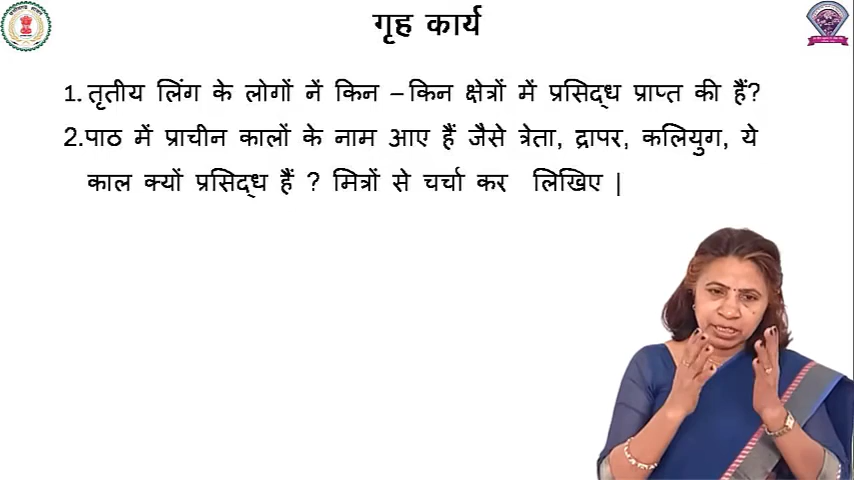 गृह कार्य
1. तृतीय लिंग के लोगों नें किन –किन क्षेत्रों में प्रसिद्ध प्राप्त की हैं?
2.पाठ में प्राचीन कालों के नाम आए हैं जैसे त्रेता, द्रापर, कलियुग, ये
काल क्यों प्रसिद्ध हैं ? मित्रों से चर्चा कर लिखिए |